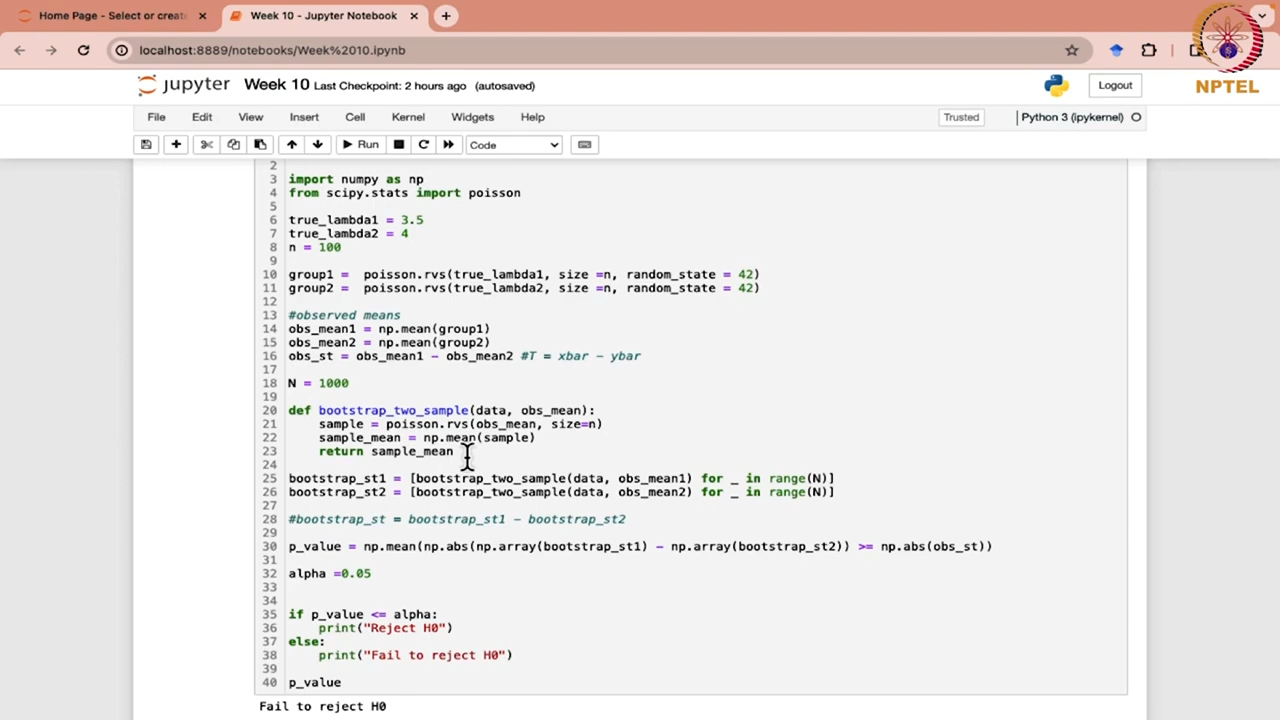 Home Page - Select or create
Week 10 - Jupyter Notebook
localhost:8889/notebooks/Week%2010.ipynb
NPTEL
jupyter Week 10 Last Checkpoint: 2 hours ago (autosaved)
Logout
File Edit View Insert Cell Kernel Widgets Help
Trusted
Python 3 (ipykernel)
Run
Code
2
3 import numpy as np
4 from scipy.stats import poisson
5
6 true_lambda1 = 3.5
7 true_lambda2 = 4
8 n = 100
9
10 group1 =  poisson.rvs(true_lambda1, size =n, random_state = 42)
11 group2 =  poisson.rvs(true_lambda2, size =n, random_state = 42)
12
13 #observed means
14 obs_mean1 = np.mean(group1)
15 obs_mean2 = np.mean(group2)
16 obs_st = obs_mean1 - obs_mean2 #T = xbar - ybar
17
18 N = 1000
19
20 def bootstrap_two_sample(data, obs_mean):
21     sample = poisson.rvs(obs_mean, size=n)
22     sample_mean = np.mean(sample)
23     return sample_mean
24
25 bootstrap_st1 = [bootstrap_two_sample(data, obs_mean1) for _ in range(N)]
26 bootstrap_st2 = [bootstrap_two_sample(data, obs_mean2) for _ in range(N)]
27
28 #bootstrap_st = bootstrap_st1 - bootstrap_st2
29
30 p_value = np.mean(np.abs(np.array(bootstrap_st1) - np.array(bootstrap_st2)) >= np.abs(obs_st))
31
32 alpha =0.05
33
34
35 if p_value <= alpha:
36     print("Reject H0")
37 else:
38     print("Fail to reject H0")
39
40 p_value
Fail to reject H0